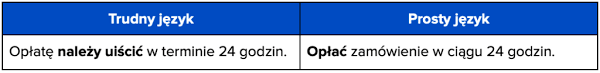 Trudny język Prosty język
Opłatę należy uiścić w terminie 24 godzin. Opłać zamówienie w ciągu 24 godzin.